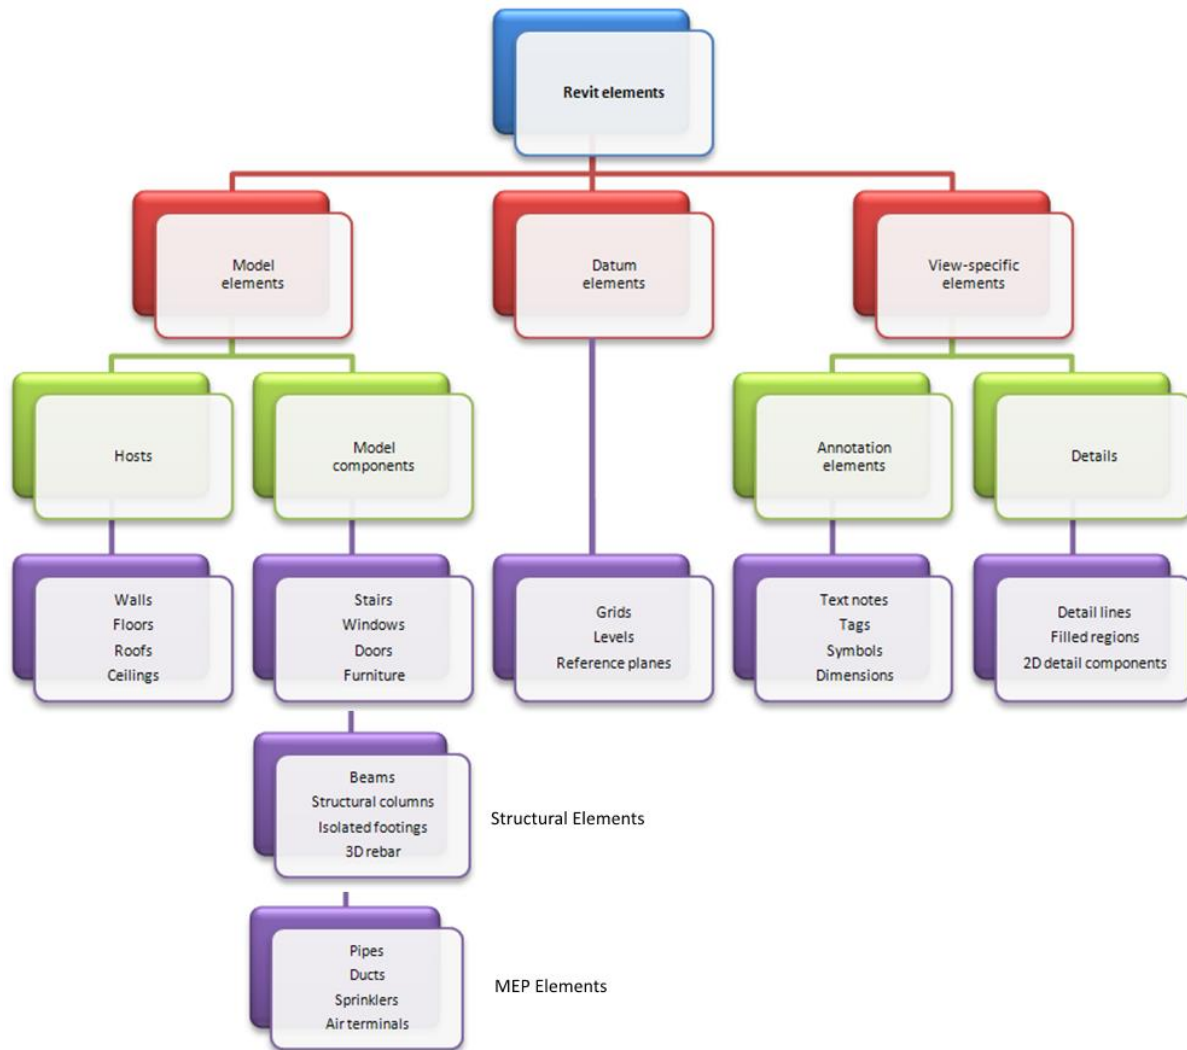 Revit elements
Model
elements
Datum
elements
View-specific
elements
Hosts
Model
components
Annotation
elements
Details
Walls
Floors
Roofs
Ceilings
Stairs
Windows
Doors
Furniture
Grids
Levels
Reference planes
Text notes
Tags
Symbols
Dimensions
Detail lines
Filled regions
2D detail components
Beams
Structural columns
Isolated footings
3D rebar
Structural Elements
Pipes
Ducts
Sprinklers
Air terminals
MEP Elements